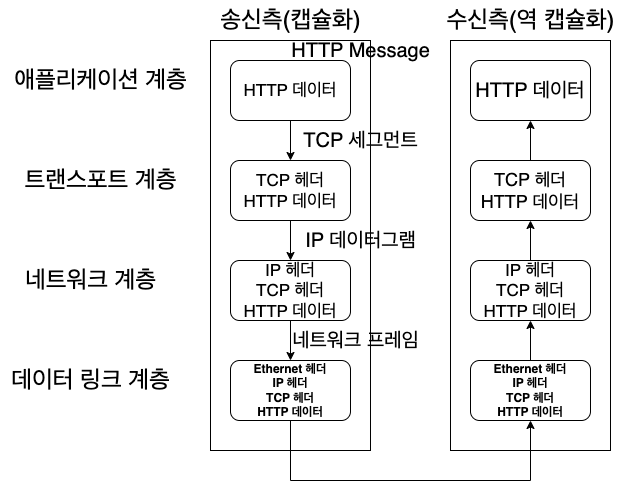 송신측(캡슐화)
수신측(역 캡슐화)
HTTP Message
애플리케이션 계층
HTTP 데이터
HTTP 데이터
TCP 세그먼트
트랜스포트 계층
TCP 헤더
HTTP 데이터
TCP 헤더
HTTP 데이터
IP 데이터그램
네트워크 계층
IP 헤더
TCP 헤더
HTTP 데이터
IP 헤더
TCP 헤더
HTTP 데이터
네트워크 프레임
데이터 링크 계층
Ethernet 헤더
IP 헤더
TCP 헤더
HTTP 데이터
Ethernet 헤더
IP 헤더
TCP 헤더
HTTP 데이터